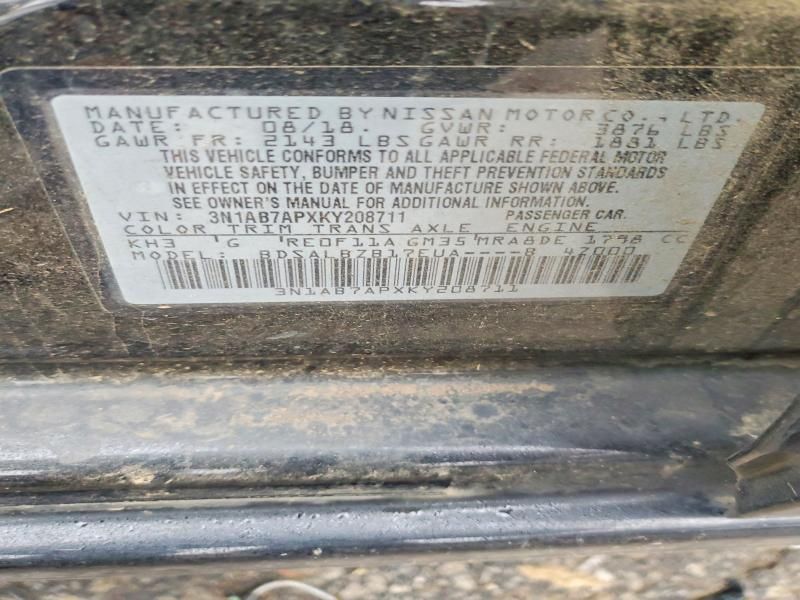 MANUFACTURED BY NISSAN MOTOR CO., LTD.
DATE: 08/18. GVWR: 3876 LBS
GAWR FR: 2143 LBS GAWR RR: 1881 LBS
THIS VEHICLE CONFORMS TO ALL APPLICABLE FEDERAL MOTOR
VEHICLE SAFETY, BUMPER AND THEFT PREVENTION STANDARDS
IN EFFECT ON THE DATE OF MANUFACTURE SHOWN ABOVE.
SEE OWNER'S MANUAL FOR ADDITIONAL INFORMATION.
VIN: 3N1AB7APXKY208711 PASSENGER CAR.
COLOR TRIM TRANS AXLE ENGINE
KH3 'G 'RE0F11A GM35'MRA8DE 1798 CC
MODEL: BDSALBZB17EUA----B 47000
3N1AB7APXKY208711